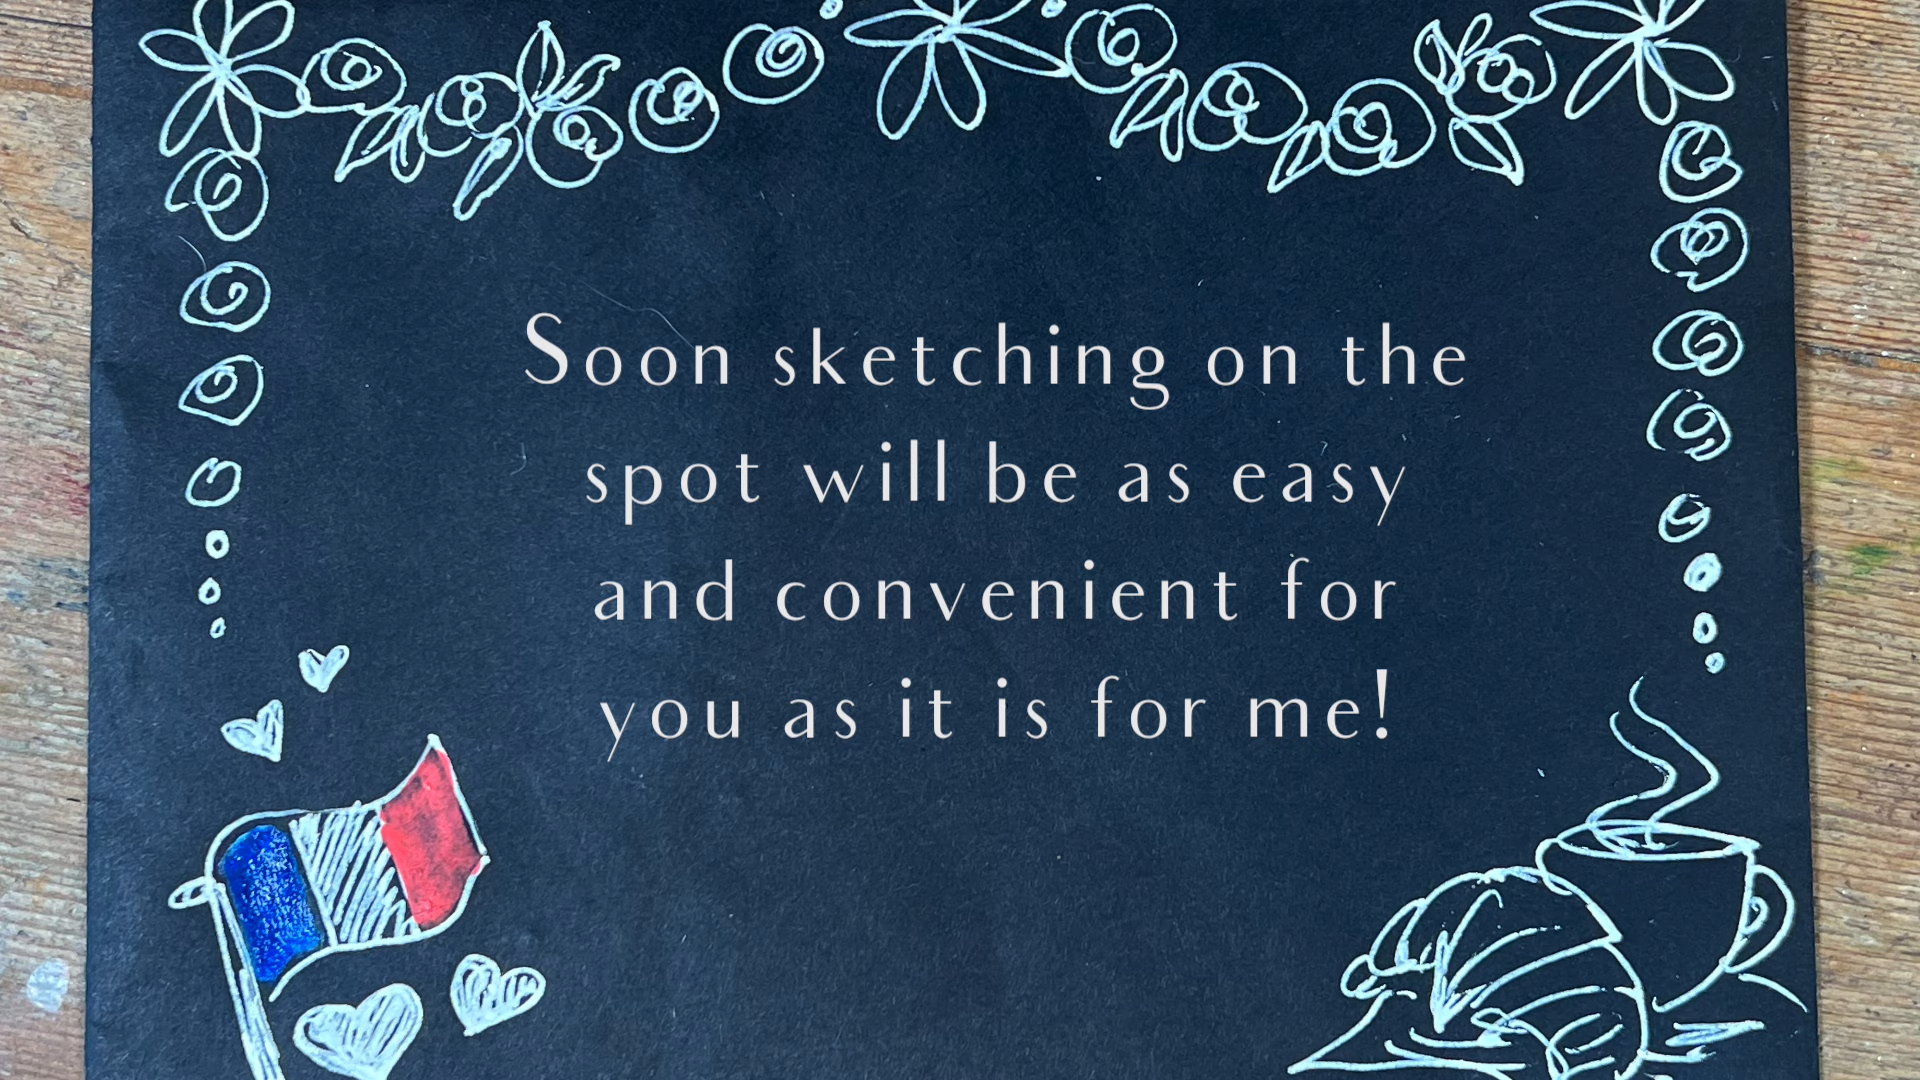 Soon sketching on the
spot will be as easy
and convenient for
you as it is for me!